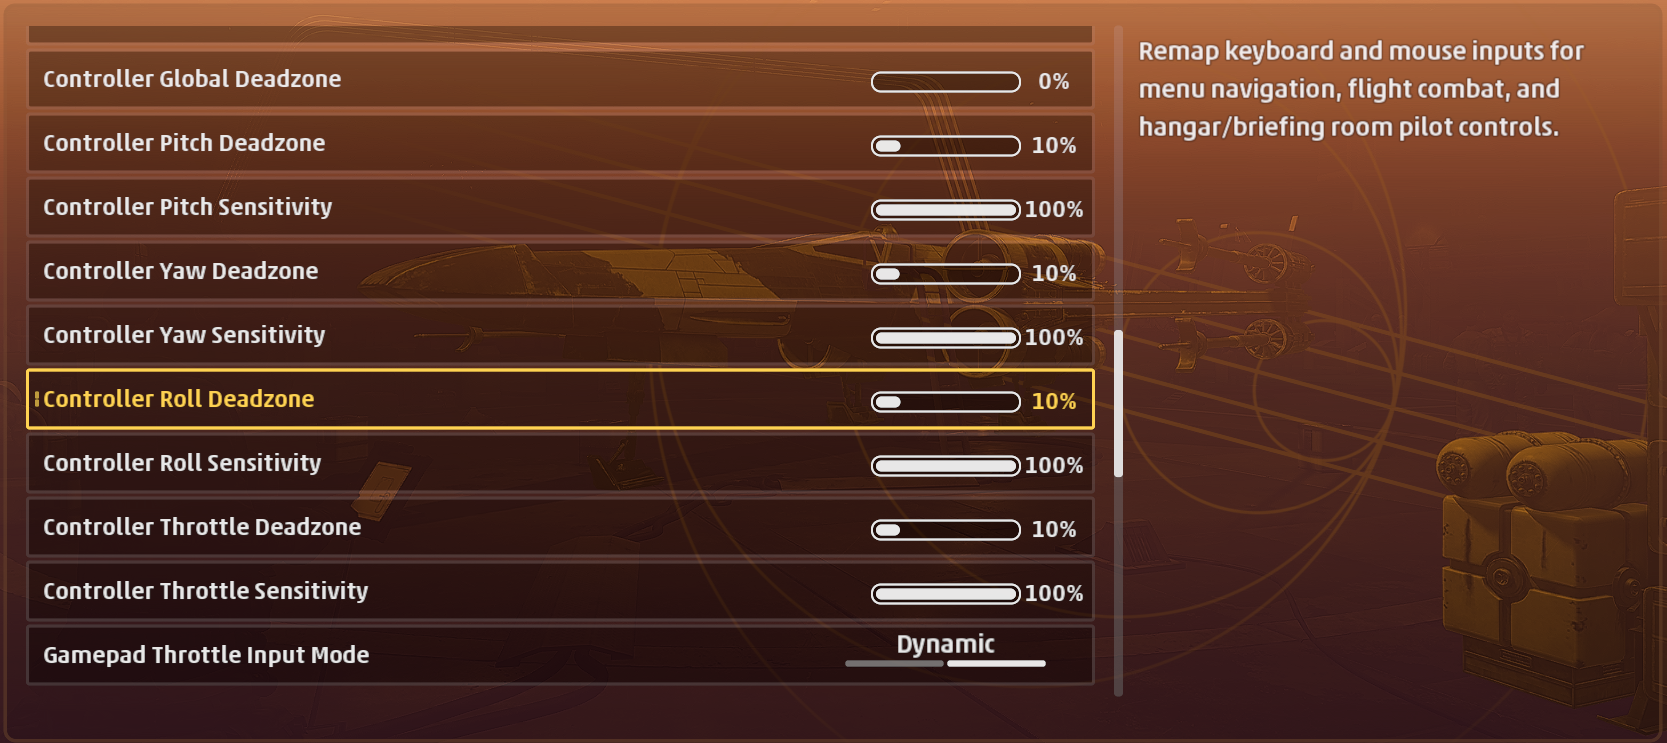 Controller Global Deadzone 0%
Controller Pitch Deadzone 10%
Controller Pitch Sensitivity 100%
Controller Yaw Deadzone 10%
Controller Yaw Sensitivity 100%
Controller Roll Deadzone 10%
Controller Roll Sensitivity 100%
Controller Throttle Deadzone 10%
Controller Throttle Sensitivity 100%
Gamepad Throttle Input Mode Dynamic
Remap keyboard and mouse inputs for
menu navigation, flight combat, and
hangar/briefing room pilot controls.